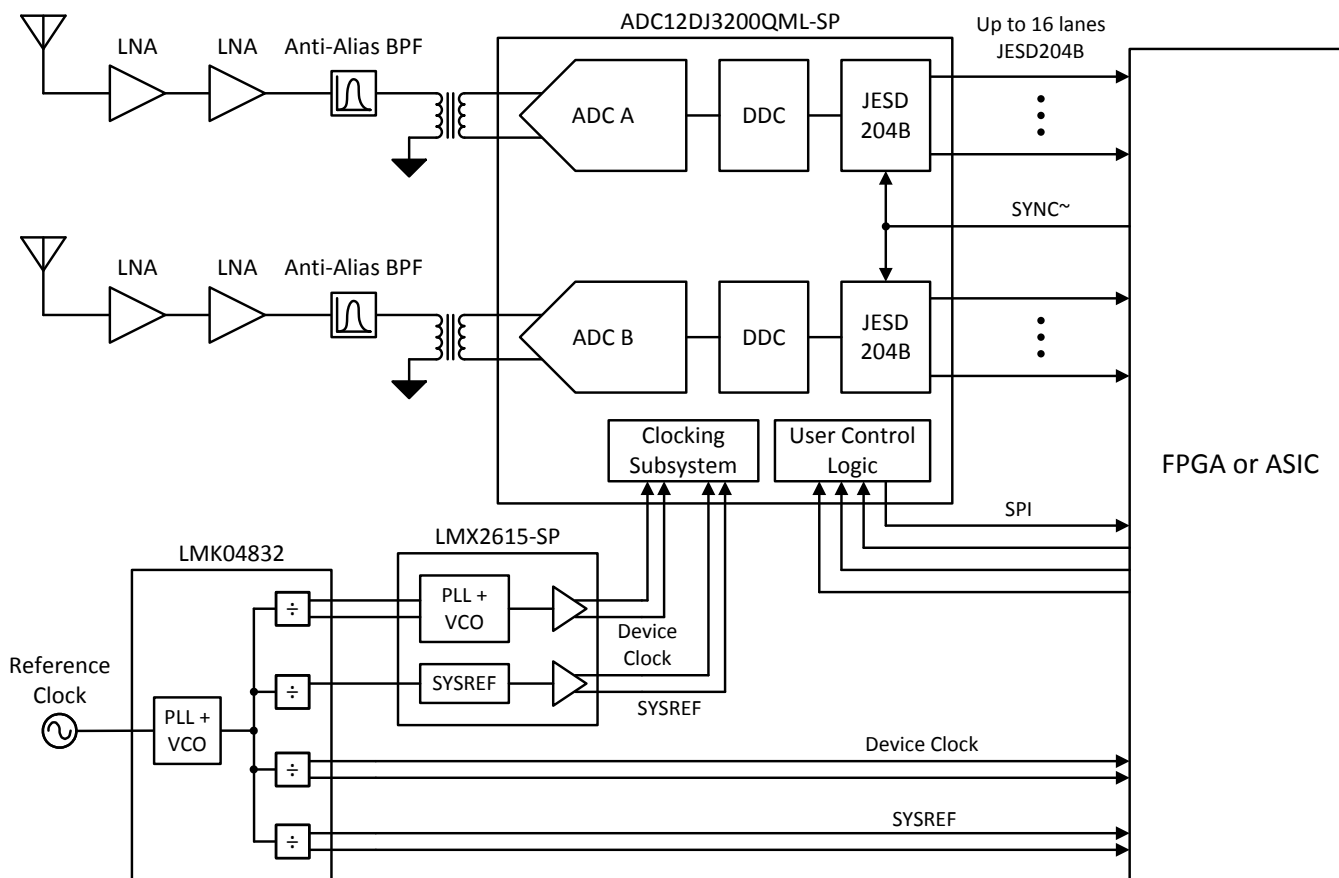 ADC12DJ3200QML-SP
Up to 16 lanes
JESD204B
LNA
LNA
Anti-Alias BPF
ADC A
DDC
JESD
204B
SYNC~
LNA
LNA
Anti-Alias BPF
ADC B
DDC
JESD
204B
Clocking
Subsystem
User Control
Logic
FPGA or ASIC
SPI
LMX2615-SP
LMK04832
÷
PLL +
VCO
Device
Clock
Reference
Clock
÷
SYSREF
SYSREF
PLL +
VCO
÷
Device Clock
÷
SYSREF